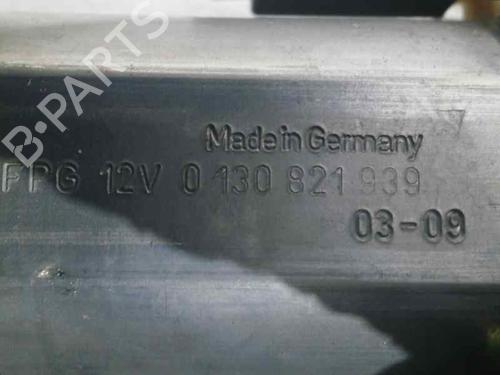 Made in Germany
FPG 12V 0 130 821 939
03-09
B-PARTS